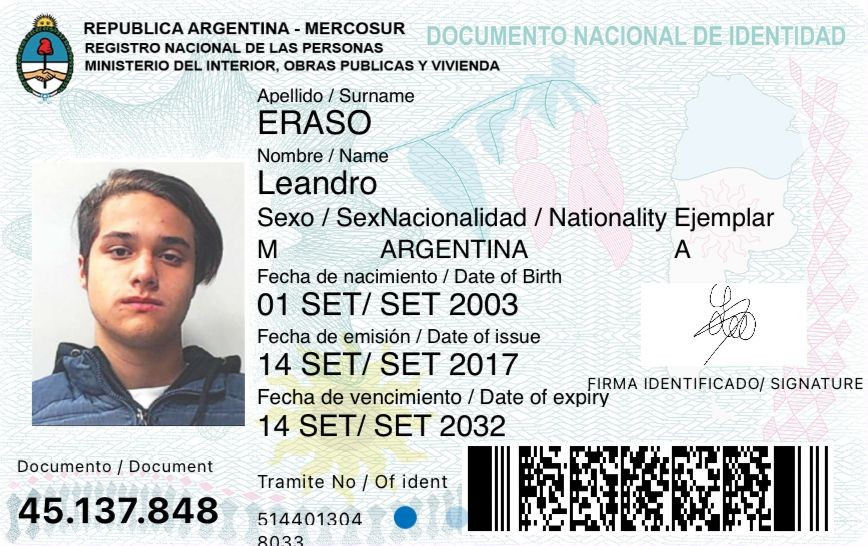 REPUBLICA ARGENTINA - MERCOSUR
REGISTRO NACIONAL DE LAS PERSONAS
MINISTERIO DEL INTERIOR, OBRAS PUBLICAS Y VIVIENDA
DOCUMENTO NACIONAL DE IDENTIDAD
Apellido / Surname
ERASO
Nombre / Name
Leandro
Sexo / SexNacionalidad / Nationality Ejemplar
M ARGENTINA A
Fecha de nacimiento / Date of Birth
01 SET/ SET 2003
Fecha de emisión / Date of issue
14 SET/ SET 2017
FIRMA IDENTIFICADO/ SIGNATURE
Fecha de vencimiento / Date of expiry
14 SET/ SET 2032
Documento / Document
45.137.848
Tramite No / Of ident
514401304
8033